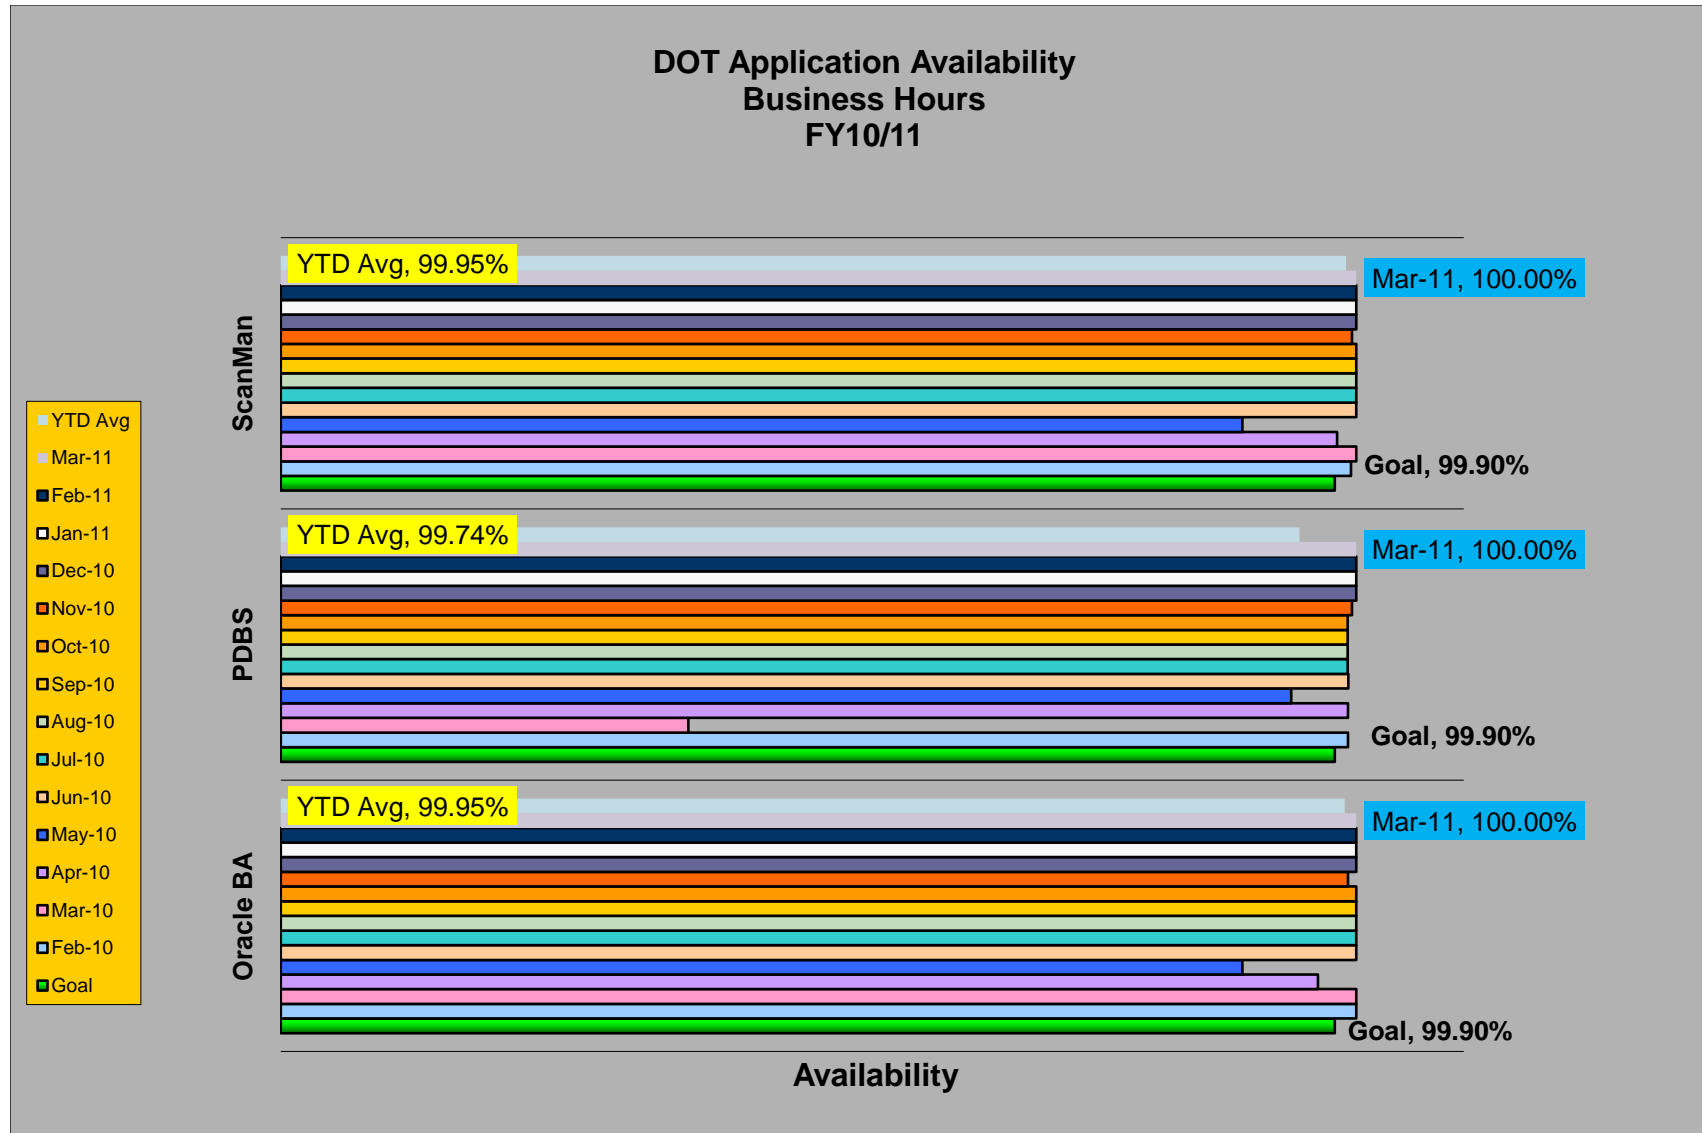 DOT Application Availability
Business Hours
FY10/11
YTD Avg
Mar-11
Feb-11
Jan-11
Dec-10
Nov-10
Oct-10
Sep-10
Aug-10
Jul-10
Jun-10
May-10
Apr-10
Mar-10
Feb-10
Goal
ScanMan
YTD Avg, 99.95%
Mar-11, 100.00%
Goal, 99.90%
PDBS
YTD Avg, 99.74%
Mar-11, 100.00%
Goal, 99.90%
Oracle BA
YTD Avg, 99.95%
Mar-11, 100.00%
Goal, 99.90%
Availability